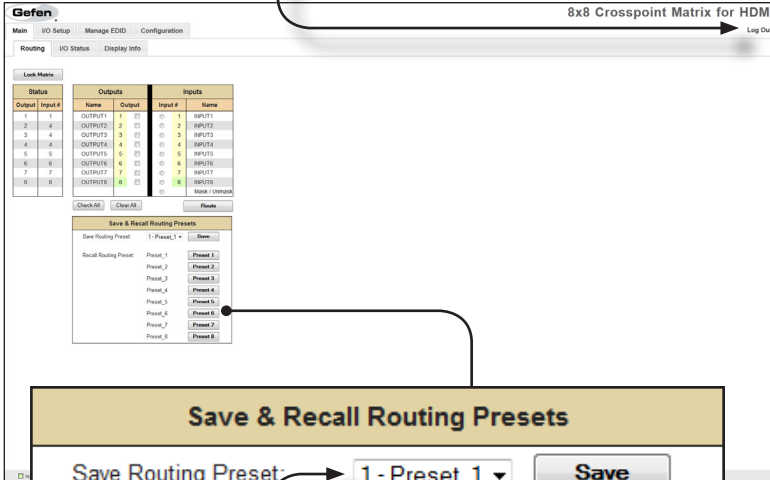 Gefen
8x8 Crosspoint Matrix for HDM
Main I/O Setup Manage EDID Configuration
Log Ou
Routing I/O Status Display Info
Lock Matrix
Status Outputs Inputs
Output Input # Name Output Input # Name
1 1 OUTPUT1 1 1 INPUT1
2 4 OUTPUT2 2 2 INPUT2
3 4 OUTPUT3 3 3 INPUT3
4 4 OUTPUT4 4 4 INPUT4
5 5 OUTPUT5 5 5 INPUT5
6 6 OUTPUT6 6 6 INPUT6
7 7 OUTPUT7 7 7 INPUT7
8 8 OUTPUT8 8 8 INPUT8
Mask / Unmask
Check All Clear All Route
Save & Recall Routing Presets
Save Routing Preset: 1 - Preset_1 Save
Recall Routing Preset: Preset_1 Preset 1
Preset_2 Preset 2
Preset_3 Preset 3
Preset_4 Preset 4
Preset_5 Preset 5
Preset_6 Preset 6
Preset_7 Preset 7
Preset_8 Preset 8
Save & Recall Routing Presets
Save Routing Preset: 1 - Preset_1 Save